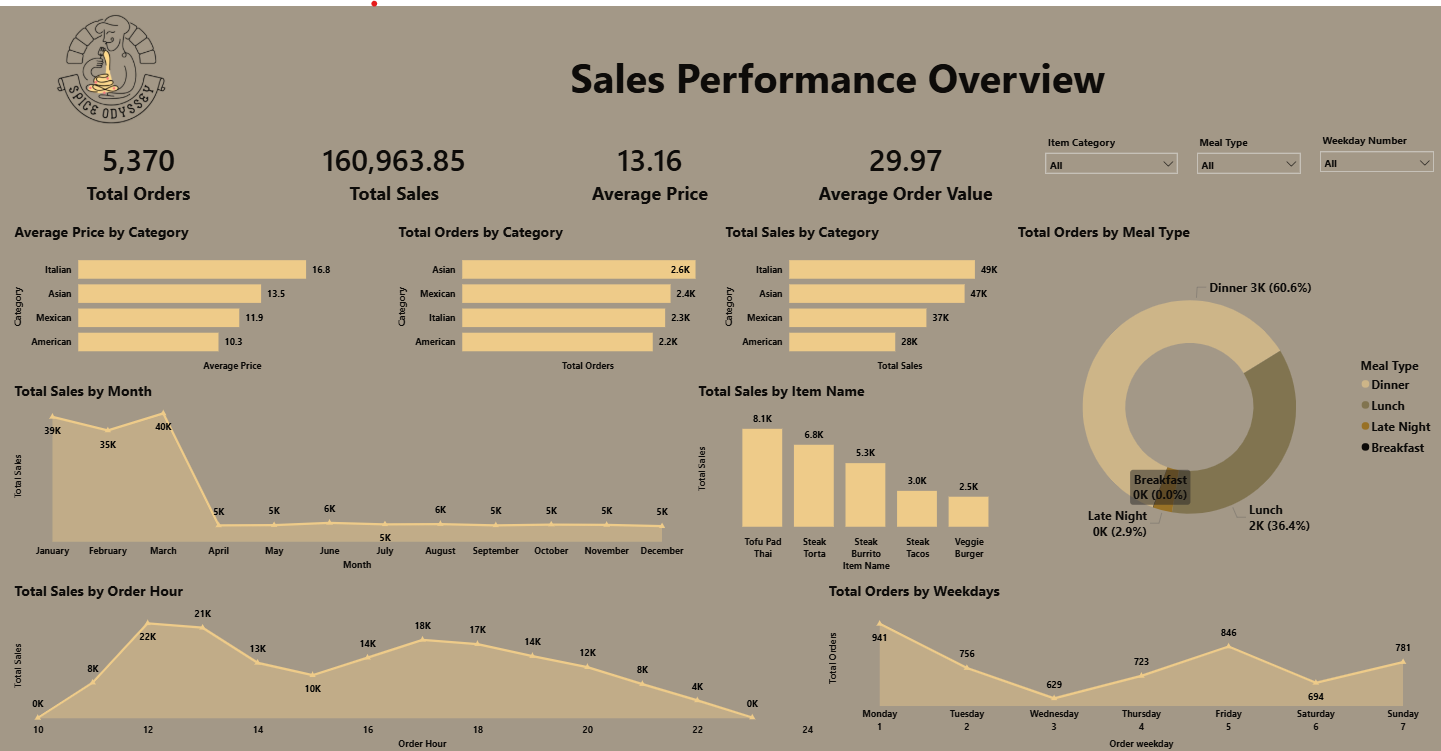 SPICE ODYSSEY
Sales Performance Overview
5,370
Total Orders
160,963.85
Total Sales
13.16
Average Price
29.97
Average Order Value
Item Category
All
Meal Type
All
Weekday Number
All
Average Price by Category
Category
Italian 16.8
Asian 13.5
Mexican 11.9
American 10.3
Average Price
Total Orders by Category
Category
Asian 2.6K
Mexican 2.4K
Italian 2.3K
American 2.2K
Total Orders
Total Sales by Category
Category
Italian 49K
Asian 47K
Mexican 37K
American 28K
Total Sales
Total Orders by Meal Type
Dinner 3K (60.6%)
Breakfast
0K (0.0%)
Late Night
0K (2.9%)
Lunch
2K (36.4%)
Meal Type
Dinner
Lunch
Late Night
Breakfast
Total Sales by Month
Total Sales
39K 35K 40K 5K 5K 6K 5K 6K 5K 5K 5K 5K
January February March April May June July August September October November December
Month
Total Sales by Item Name
Total Sales
8.1K 6.8K 5.3K 3.0K 2.5K
Tofu Pad Steak Steak Steak Veggie
Thai Torta Burrito Tacos Burger
Item Name
Total Sales by Order Hour
Total Sales
0K 8K 22K 21K 13K 10K 14K 18K 17K 14K 12K 8K 4K 0K
10 12 14 16 18 20 22 24
Order Hour
Total Orders by Weekdays
Total Orders
941 756 629 723 846 694 781
Monday Tuesday Wednesday Thursday Friday Saturday Sunday
1 2 3 4 5 6 7
Order weekday